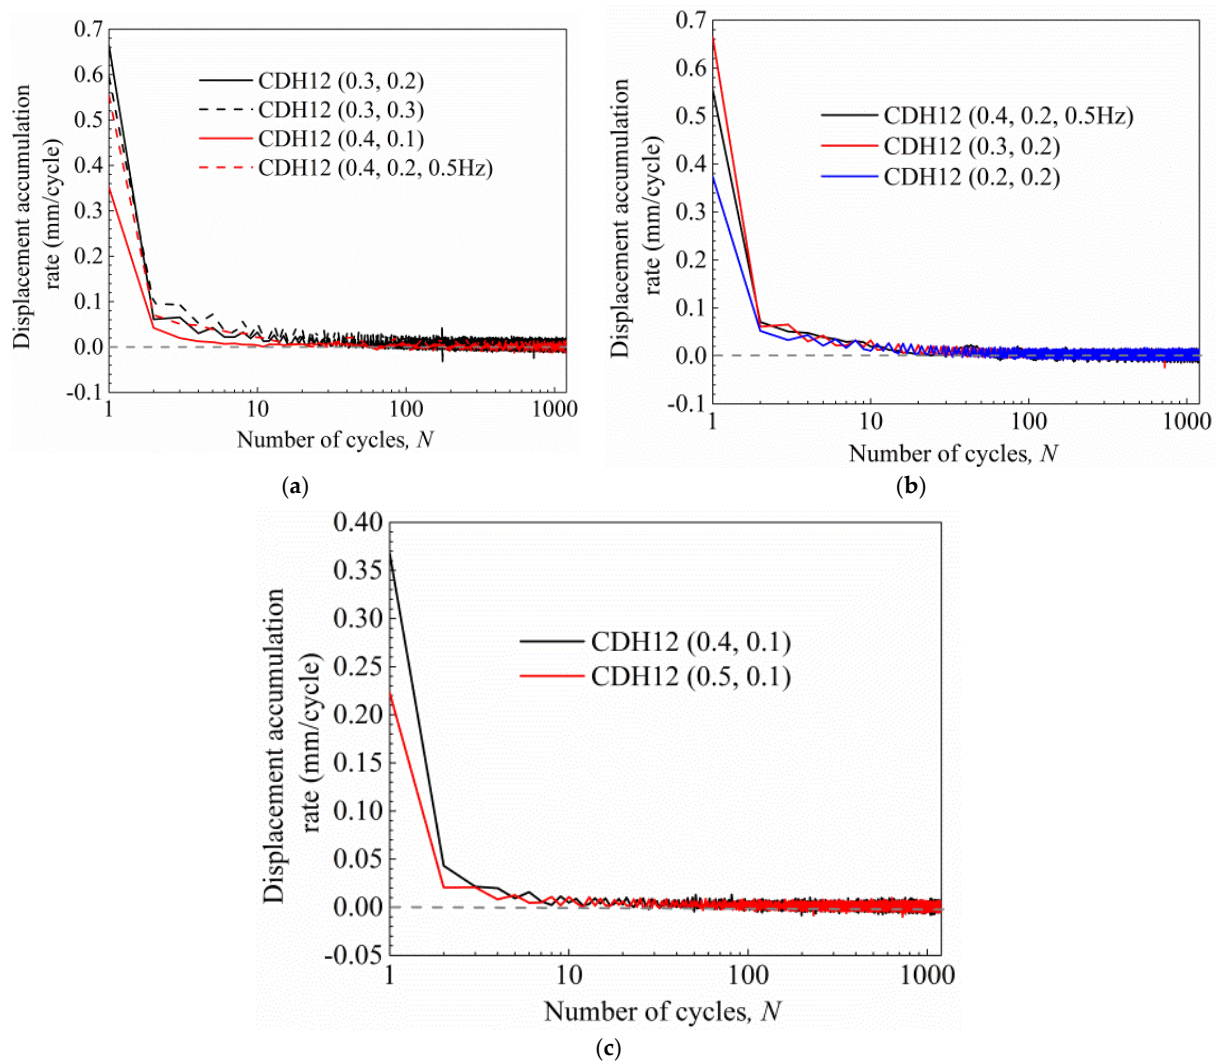 0.7
0.6
0.5
0.4
0.3
0.2
0.1
0.0
-0.1
Displacement accumulation
rate (mm/cycle)
CDH12 (0.3, 0.2)
CDH12 (0.3, 0.3)
CDH12 (0.4, 0.1)
CDH12 (0.4, 0.2, 0.5Hz)
1 10 100 1000
Number of cycles, N
(a)
0.7
0.6
0.5
0.4
0.3
0.2
0.1
0.0
-0.1
Displacement accumulation
rate (mm/cycle)
CDH12 (0.4, 0.2, 0.5Hz)
CDH12 (0.3, 0.2)
CDH12 (0.2, 0.2)
1 10 100 1000
Number of cycles, N
(b)
0.40
0.35
0.30
0.25
0.20
0.15
0.10
0.05
0.00
-0.05
Displacement accumulation
rate (mm/cycle)
CDH12 (0.4, 0.1)
CDH12 (0.5, 0.1)
1 10 100 1000
Number of cycles, N
(c)